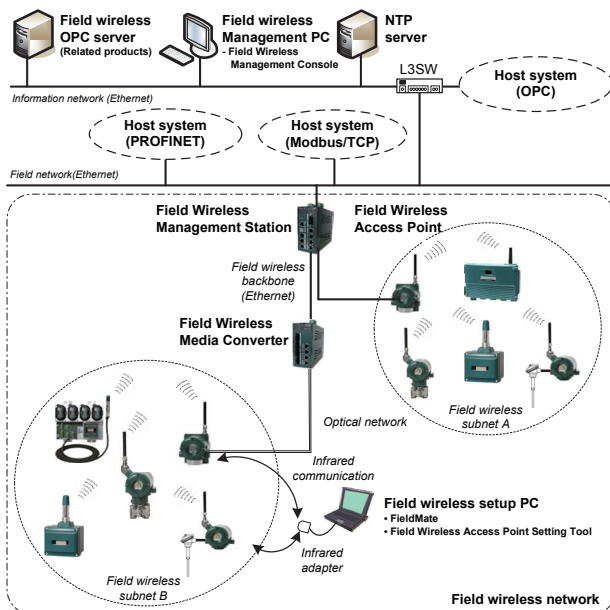 Field wireless
OPC server
(Related products)
Field wireless
Management PC
- Field Wireless
Management Console
NTP
server
L3SW
Host system
(OPC)
Information network (Ethernet)
Host system
(PROFINET)
Host system
(Modbus/TCP)
Field network(Ethernet)
Field Wireless
Management Station
Field Wireless
Access Point
Field wireless
backbone
(Ethernet)
Field Wireless
Media Converter
Optical network
Field wireless
subnet A
Infrared
communication
Field wireless setup PC
• FieldMate
• Field Wireless Access Point Setting Tool
Infrared
adapter
Field wireless
subnet B
Field wireless network